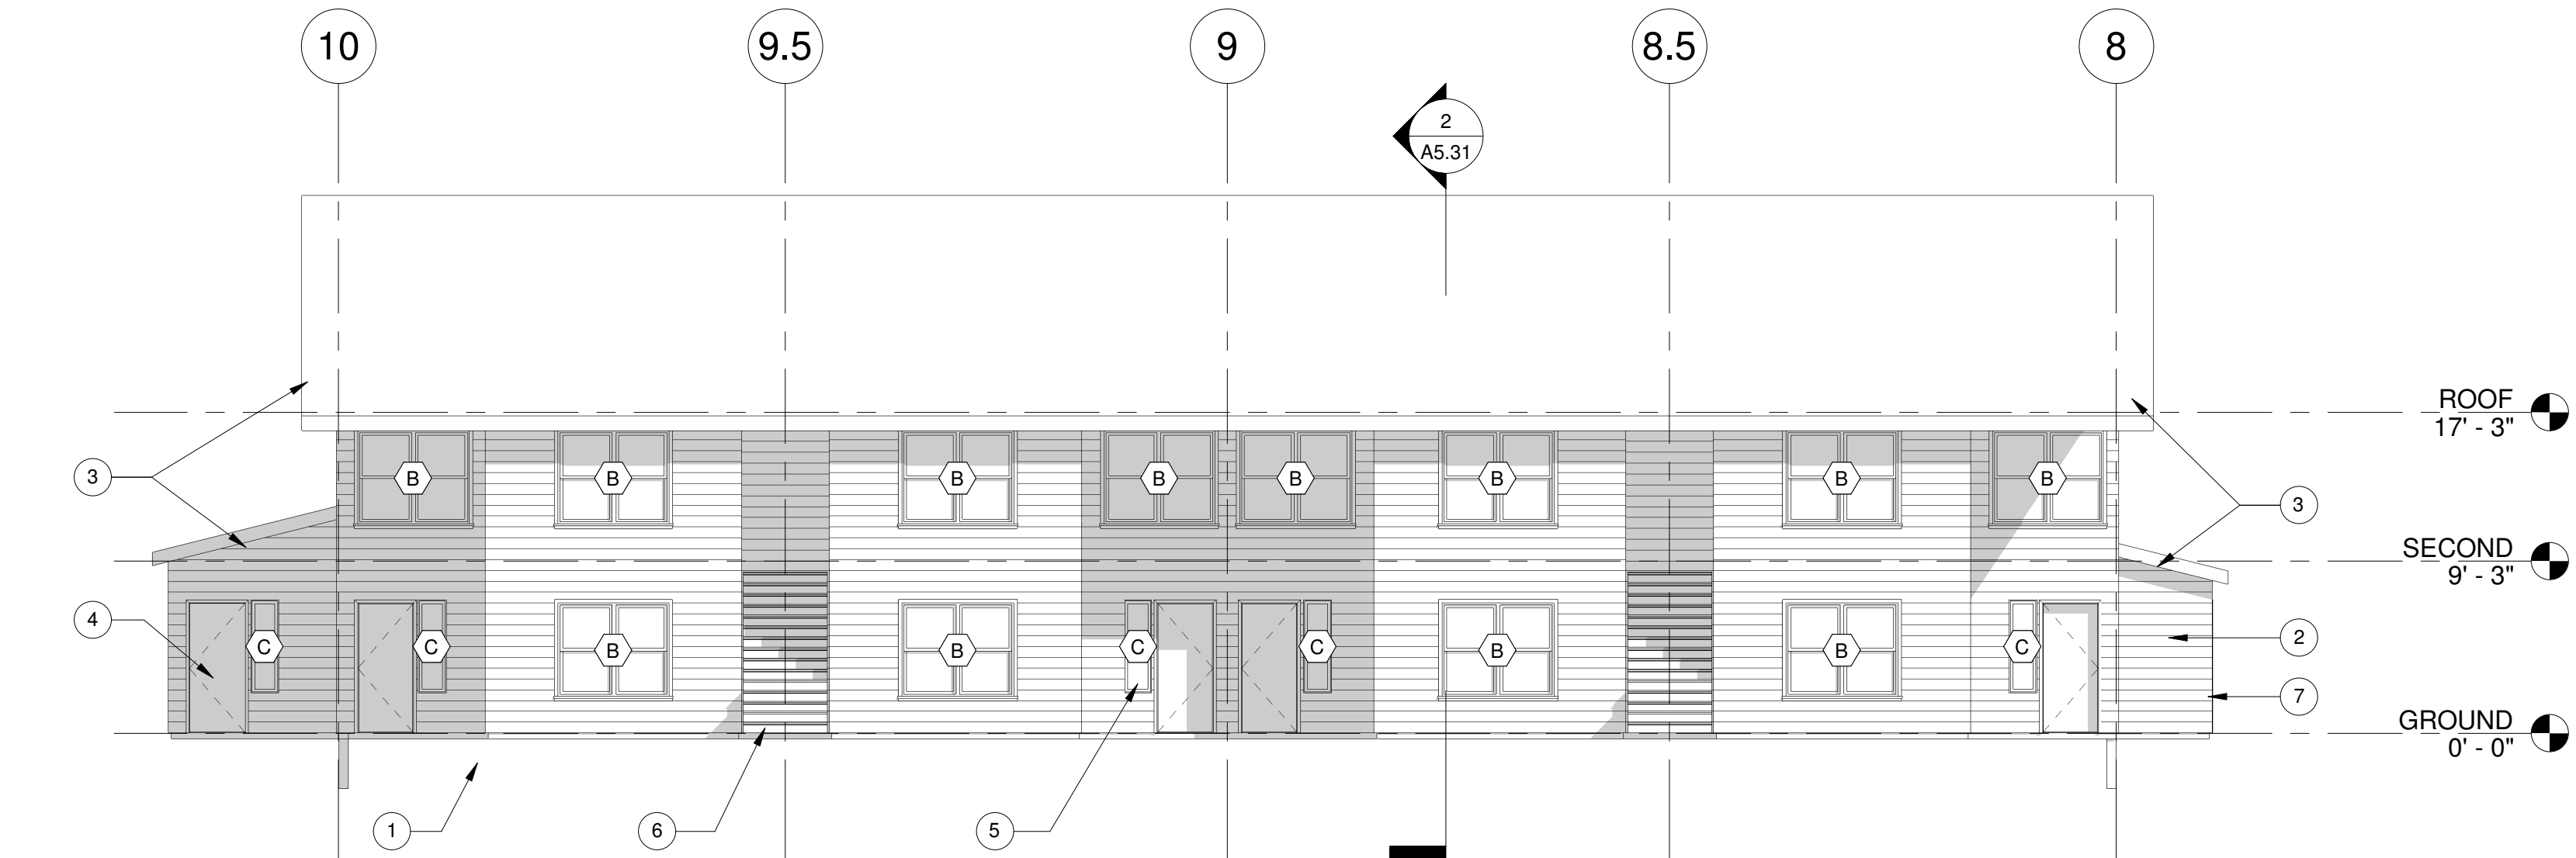 10 9.5 9 8.5 8
2
A5.31
ROOF
17' - 3"
3 B B B B B B B B 3
SECOND
9' - 3"
4 C C B B C C B B C 2
7
GROUND
0' - 0"
1 6 5